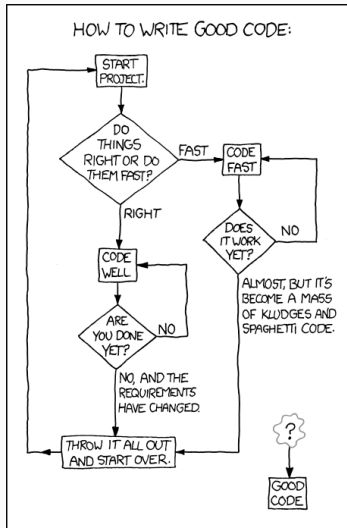 HOW TO WRITE GOOD CODE:
START
PROJECT.
DO
THINGS
RIGHT OR DO
THEM FAST?
FAST
CODE
FAST
RIGHT
DOES
IT WORK
YET?
NO
CODE
WELL
ALMOST, BUT IT'S
BECOME A MASS
OF KLUDGES AND
SPAGHETTI CODE.
ARE
YOU DONE
YET?
NO
NO, AND THE
REQUIREMENTS
HAVE CHANGED.
THROW IT ALL OUT
AND START OVER.
?
GOOD
CODE